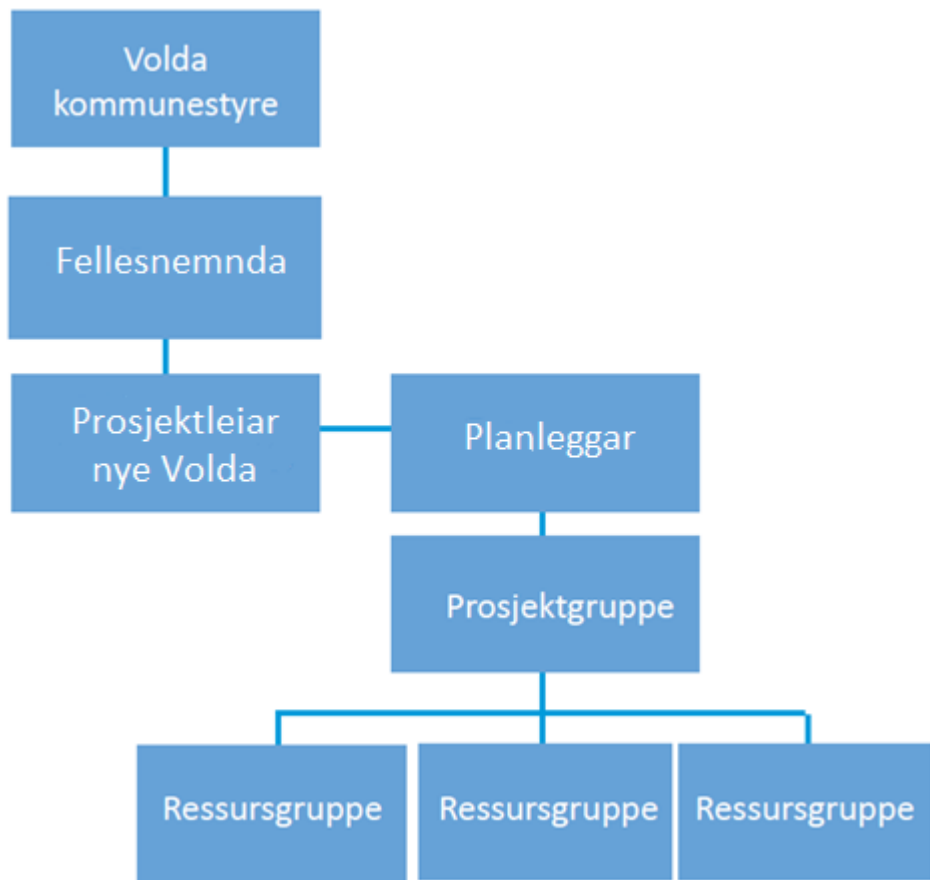 Volda
kommunestyre
Fellesnemnda
Prosjektleiar
nye Volda
Planleggar
Prosjektgruppe
Ressursgruppe
Ressursgruppe
Ressursgruppe